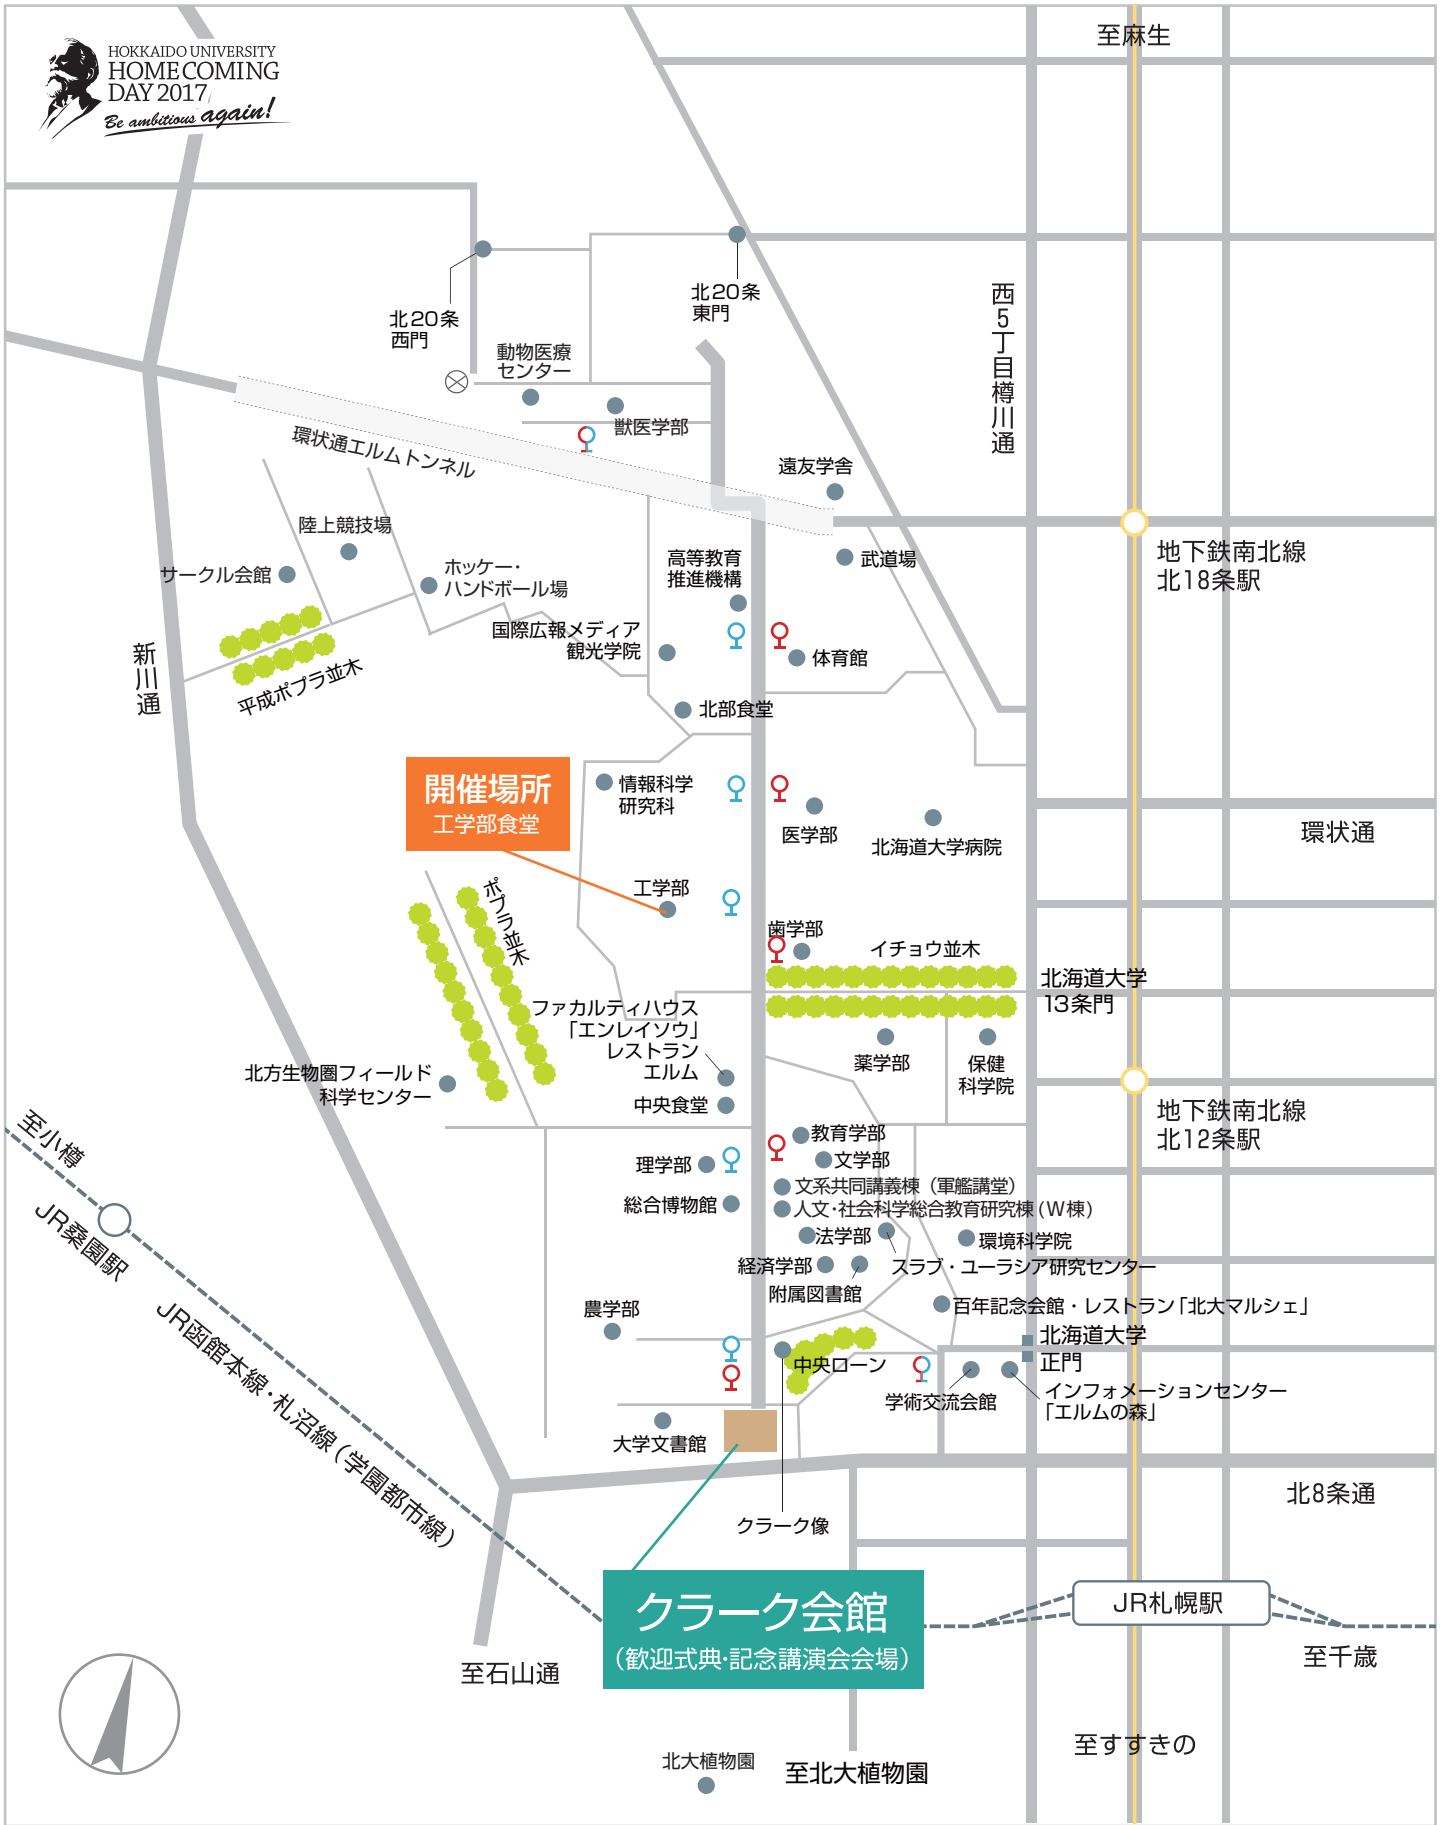 HOKKAIDO UNIVERSITY
HOME COMING
DAY 2017
Be ambitious again!
至麻生
北20条
西門
北20条
東門
西5丁目樽川通
動物医療
センター
獣医学部
環状通エルムトンネル
遠友学舎
陸上競技場
サークル会館
ホッケー・
ハンドボール場
高等教育
推進機構
武道場
地下鉄南北線
北18条駅
国際広報メディア
観光学院
体育館
新川通
平成ポプラ並木
北部食堂
開催場所
工学部食堂
情報科学
研究科
医学部
北海道大学病院
環状通
工学部
ポプラ並木
歯学部
イチョウ並木
北海道大学
13条門
ファカルティハウス
「エンレイソウ」
レストラン
エルム
薬学部
保健
科学院
北方生物圏フィールド
科学センター
中央食堂
地下鉄南北線
北12条駅
至小樽
教育学部
文学部
理学部
文系共同講義棟(軍艦講堂)
総合博物館
人文・社会科学総合教育研究棟(W棟)
JR桑園駅
法学部
環境科学院
経済学部
スラブ・ユーラシア研究センター
附属図書館
農学部
百年記念会館・レストラン「北大マルシェ」
JR函館本線・札沼線(学園都市線)
北海道大学
正門
中央ローン
学術交流会館
インフォメーションセンター
「エルムの森」
大学文書館
北8条通
クラーク像
クラーク会館
(歓迎式典・記念講演会会場)
JR札幌駅
至石山通
至千歳
至すすきの
北大植物園
至北大植物園